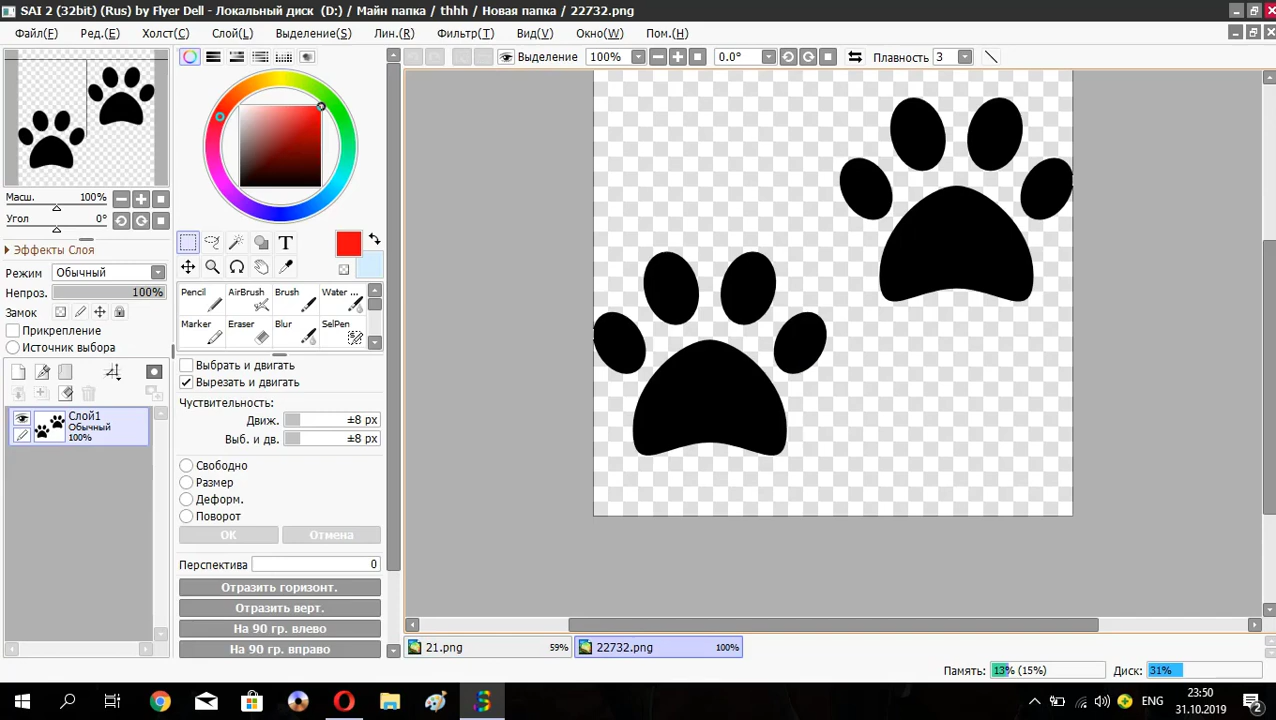 SAI 2 (32bit) (Rus) by Flyer Dell - Локальный диск (D:) / Майн папка / thhh / Новая папка / 22732.png
Файл(F) Ред.(E) Холст(C) Слой(L) Выделение(S) Лин.(R) Фильтр(T) Вид(V) Окно(W) Пом.(H)
Выделение 100% 0.0° Плавность 3
Масш. 100%
Угол 0°
Эффекты Слоя
Режим Обычный
Непроз. 100%
Замок
Прикрепление
Источник выбора
Слой1
Обычный
100%
T
Pencil AirBrush Brush Water ...
Marker Eraser Blur SelPen
Выбрать и двигать
Вырезать и двигать
Чуствительность:
Движ. ±8 px
Выб. и дв. ±8 px
Свободно
Размер
Деформ.
Поворот
OK Отмена
Перспектива 0
Отразить горизонт.
Отразить верт.
На 90 гр. влево
На 90 гр. вправо
21.png 59% 22732.png 100%
Память: 13% (15%) Диск: 31%
ENG 23:50
31.10.2019 2